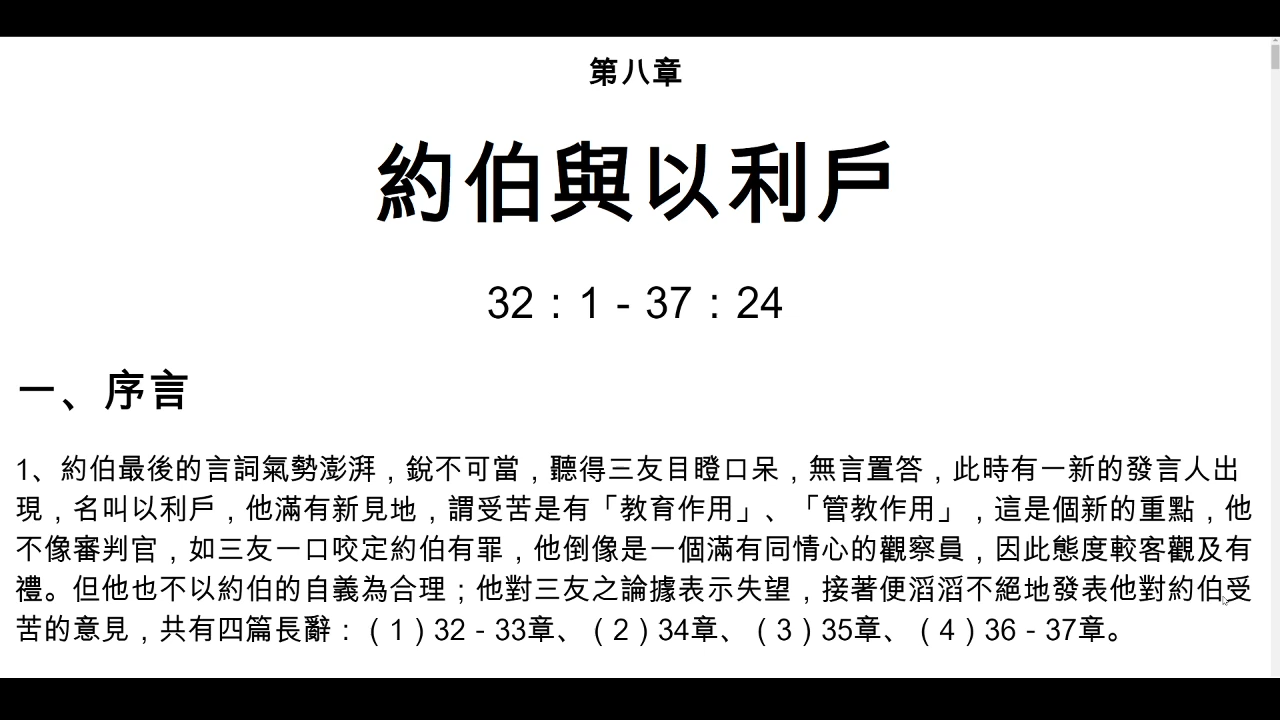 第八章
約伯與以利戶
32：1 - 37：24
一、序言
1、約伯最後的言詞氣勢澎湃，銳不可當，聽得三友目瞪口呆，無言置答，此時有一新的發言人出
現，名叫以利戶，他滿有新見地，謂受苦是有「教育作用」、「管教作用」，這是個新的重點，他
不像審判官，如三友一口咬定約伯有罪，他倒像是一個滿有同情心的觀察員，因此態度較客觀及有
禮。但他也不以約伯的自義為合理；他對三友之論據表示失望，接著便滔滔不絕地發表他對約伯受
苦的意見，共有四篇長辭：（1）32－33章、（2）34章、（3）35章、（4）36－37章。